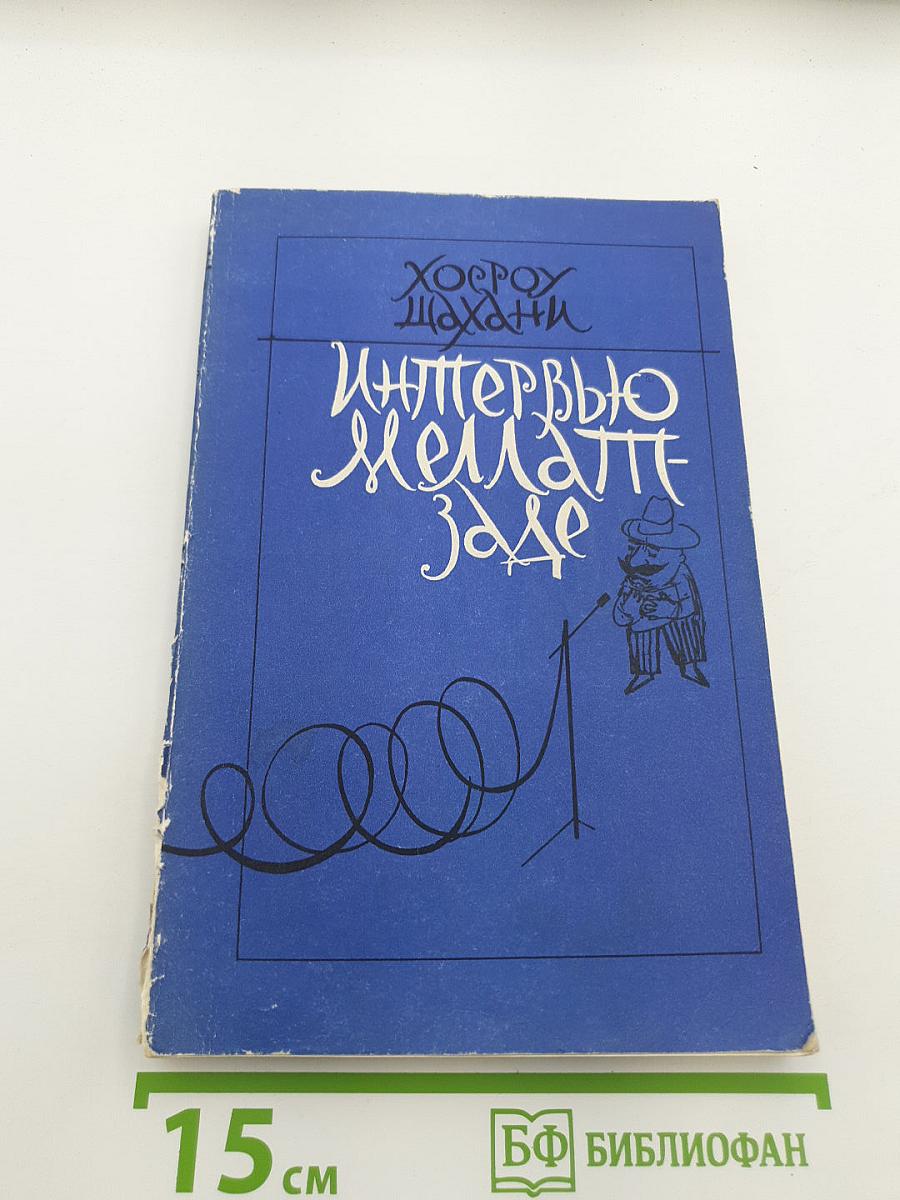 Хосроу
Шахани
Интервью
Меллат-
заде
15 см
БФ БИБЛИОФАН